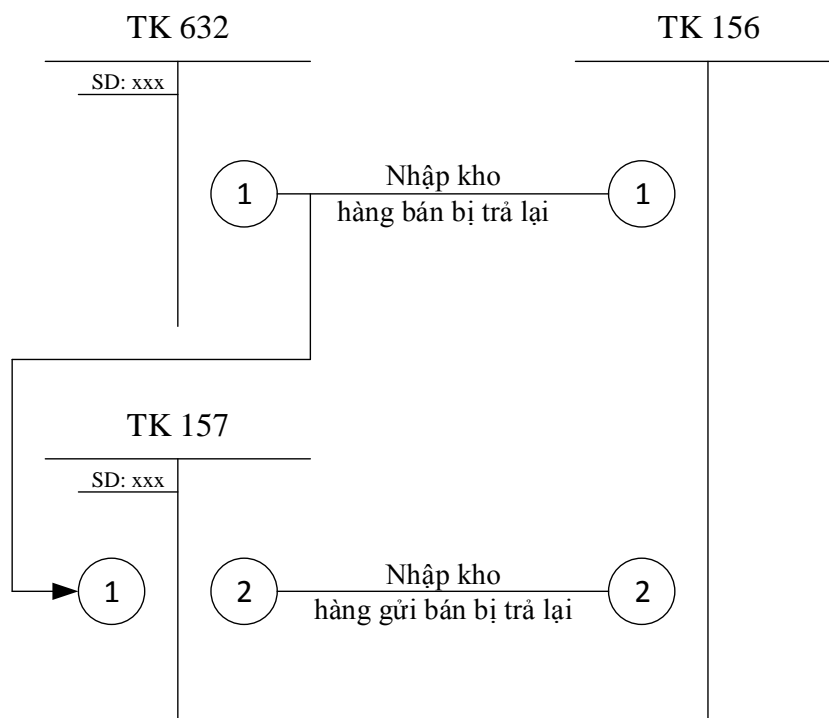 TK 632
TK 156
SD: xxx
1
Nhập kho
hàng bán bị trả lại
1
TK 157
SD: xxx
1
2
Nhập kho
hàng gửi bán bị trả lại
2